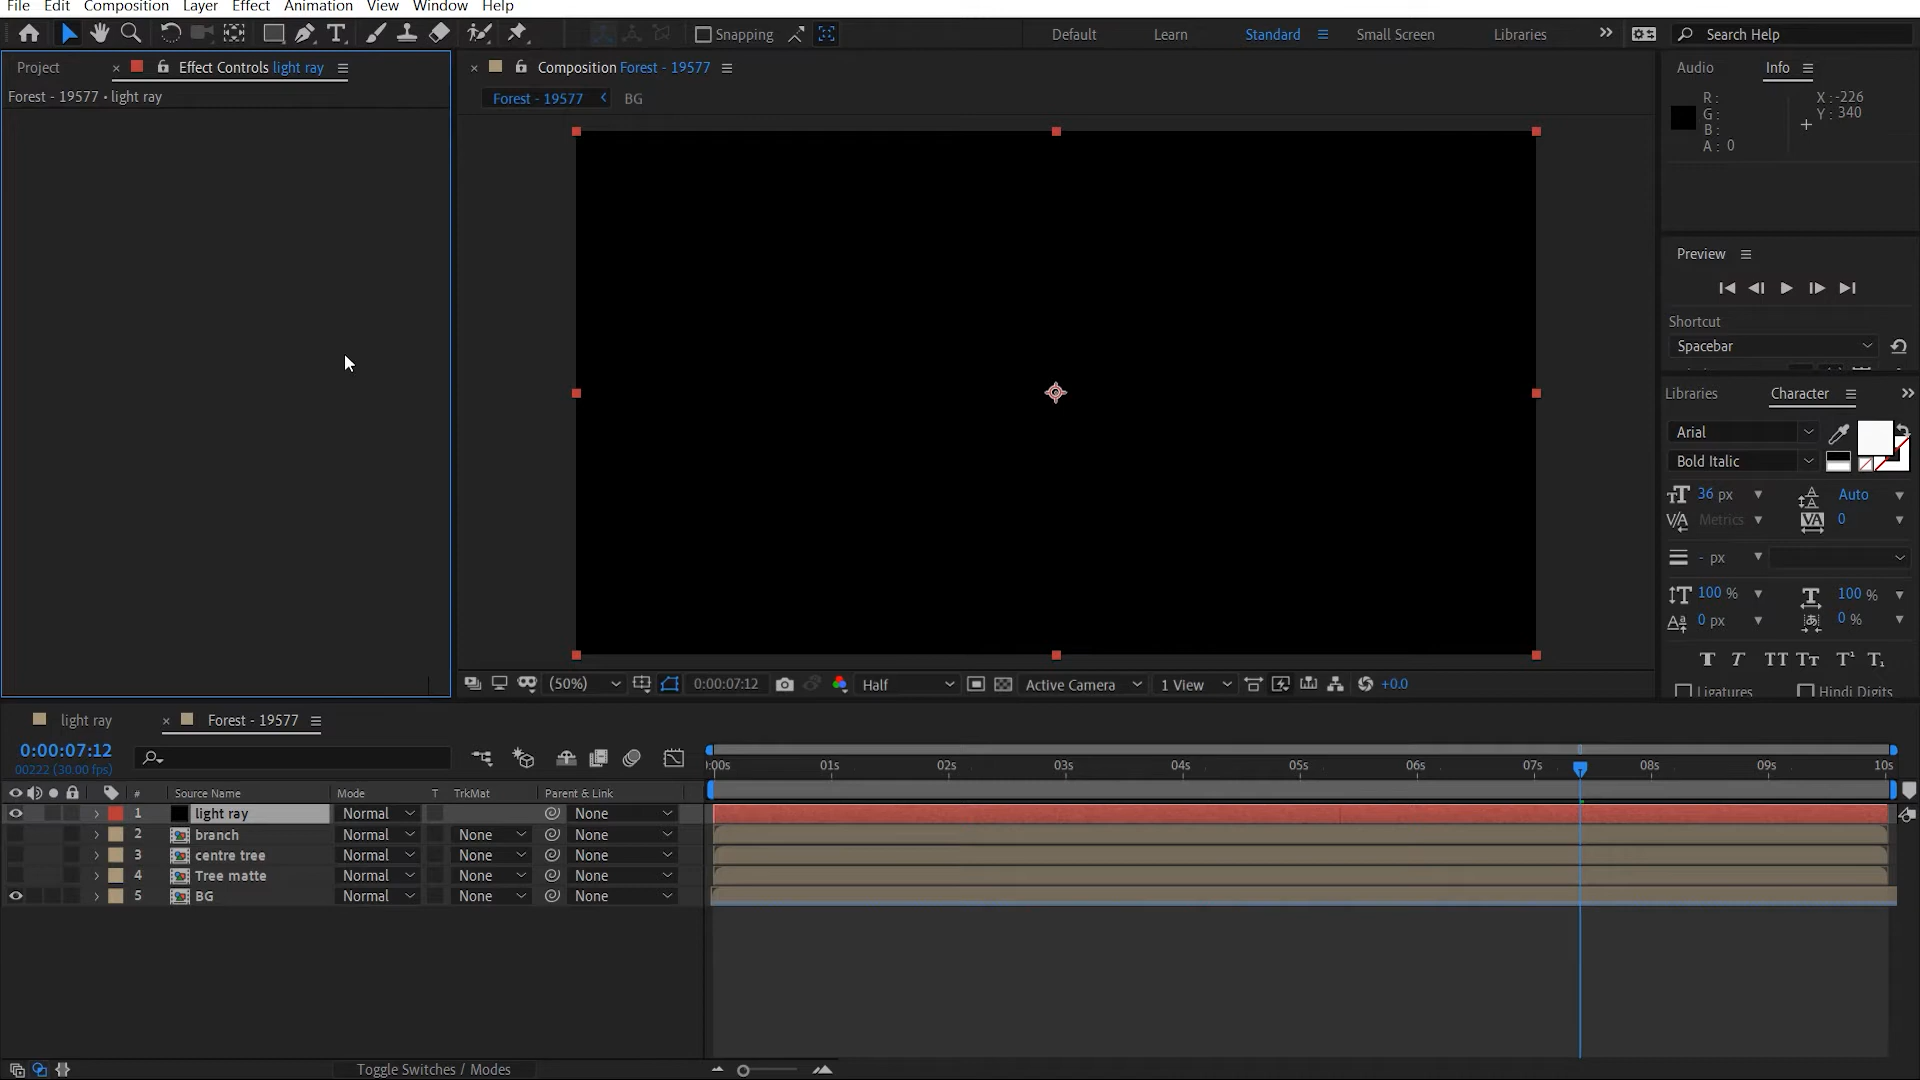 File Edit Composition Layer Effect Animation View Window Help
Snapping
Default Learn Standard Small Screen Libraries
Search Help
Project
Effect Controls light ray
Forest - 19577 • light ray
Composition Forest - 19577
Forest - 19577
BG
Audio Info
R :
G :
B :
A : 0
X : -226
Y : 340
Preview
Shortcut
Spacebar
Libraries Character
Arial
Bold Italic
36 px
Auto
Metrics
0
- px
100 %
100 %
0 px
0 %
Ligatures
Hindi Digits
(50%)
0:00:07:12
Half
Active Camera
1 View
+0.0
light ray
Forest - 19577
0:00:07:12
00222 (30.00 fps)
:00s 01s 02s 03s 04s 05s 06s 07s 08s 09s 10s
# Source Name Mode T TrkMat Parent & Link
1 light ray Normal None
2 branch Normal None None
3 centre tree Normal None None
4 Tree matte Normal None None
5 BG Normal None None
Toggle Switches / Modes